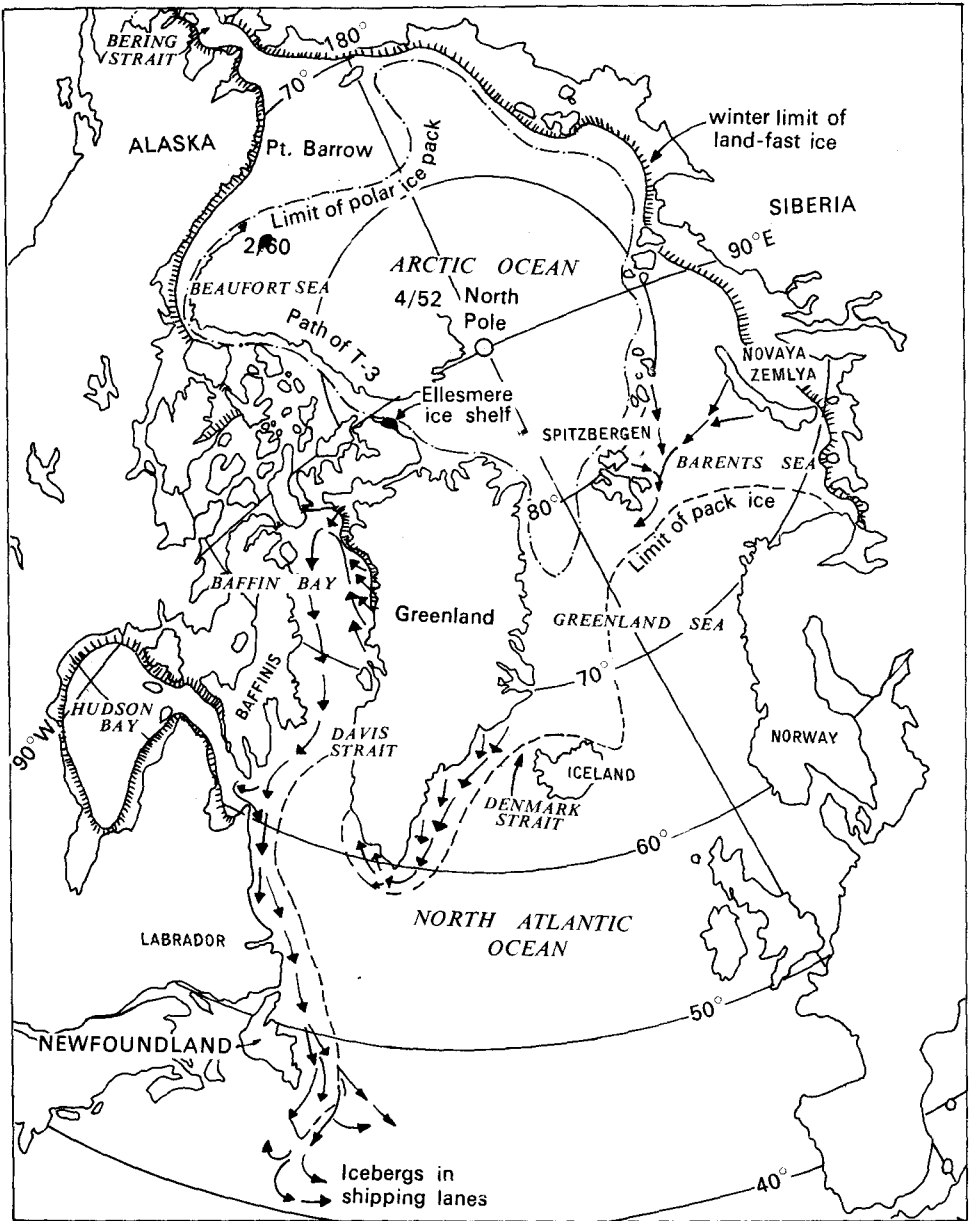 BERING
STRAIT
180°
70°
winter limit of
land-fast ice
ALASKA
Pt. Barrow
Limit of polar ice pack
SIBERIA
2/60
90°E
ARCTIC OCEAN
BEAUFORT SEA
4/52
North
Pole
Path of T-3
NOVAYA
ZEMLYA
Ellesmere
ice shelf
SPITZBERGEN
BARENTS SEA
80°
Limit of pack ice
BAFFIN BAY
Greenland
GREENLAND SEA
70°
BAFFINIS
HUDSON
BAY
90°W
DAVIS
STRAIT
NORWAY
ICELAND
DENMARK
STRAIT
60°
NORTH ATLANTIC
OCEAN
LABRADOR
50°
NEWFOUNDLAND
Icebergs in
shipping lanes
40°